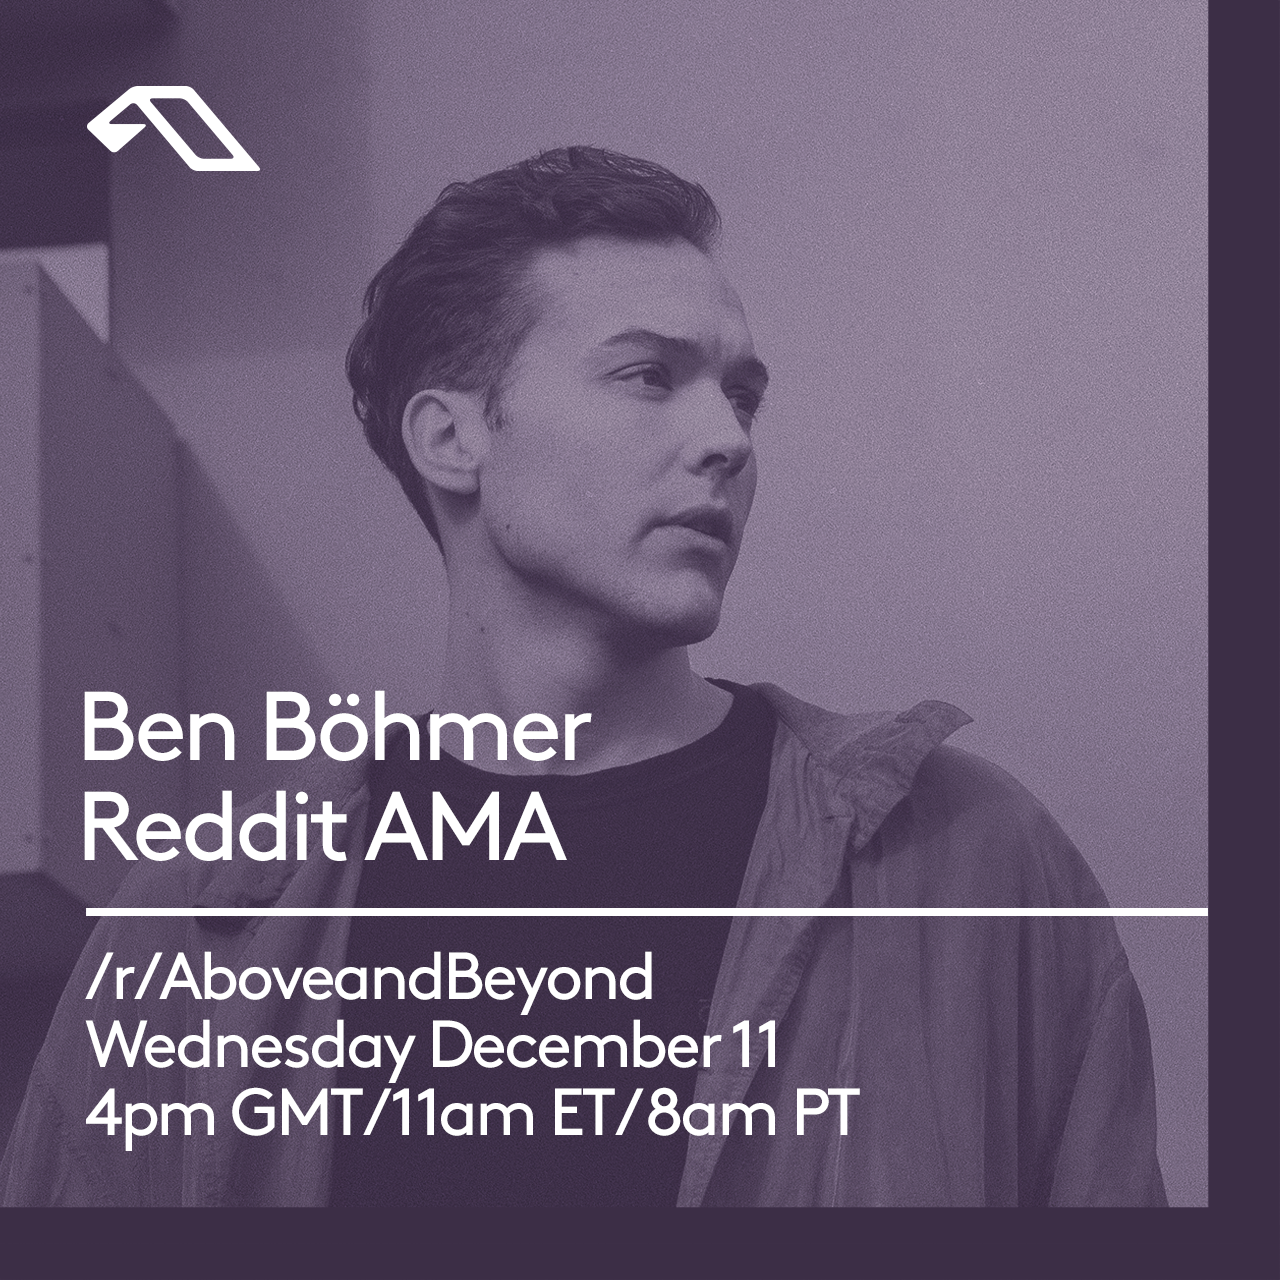 Ben Böhmer
Reddit AMA
/r/AboveandBeyond
Wednesday December 11
4pm GMT/11am ET/8am PT